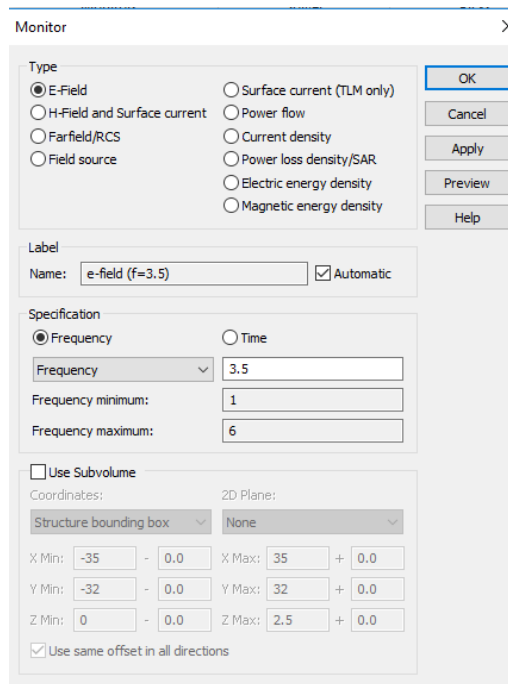 Monitor
Type
E-Field
Surface current (TLM only)
OK
H-Field and Surface current
Power flow
Cancel
Farfield/RCS
Current density
Apply
Field source
Power loss density/SAR
Electric energy density
Preview
Magnetic energy density
Help
Label
Name: e-field (f=3.5) Automatic
Specification
Frequency Time
Frequency 3.5
Frequency minimum: 1
Frequency maximum: 6
Use Subvolume
Coordinates: 2D Plane:
Structure bounding box None
X Min: -35 - 0.0 X Max: 35 + 0.0
Y Min: -32 - 0.0 Y Max: 32 + 0.0
Z Min: 0 - 0.0 Z Max: 2.5 + 0.0
Use same offset in all directions